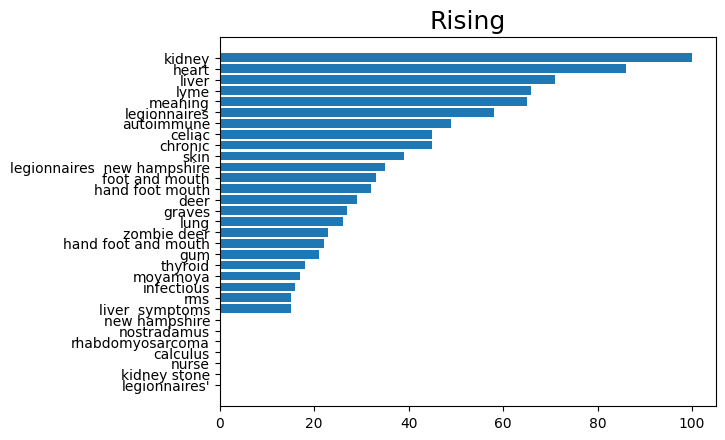 Rising
kidney
heart
liver
lyme
meaning
legionnaires
autoimmune
celiac
chronic
skin
legionnaires  new hampshire
foot and mouth
hand foot mouth
deer
graves
lung
zombie deer
hand foot and mouth
gum
thyroid
moyamoya
infectious
rms
liver  symptoms
new hampshire
nostradamus
rhabdomyosarcoma
calculus
nurse
kidney stone
legionnaires'
0 20 40 60 80 100